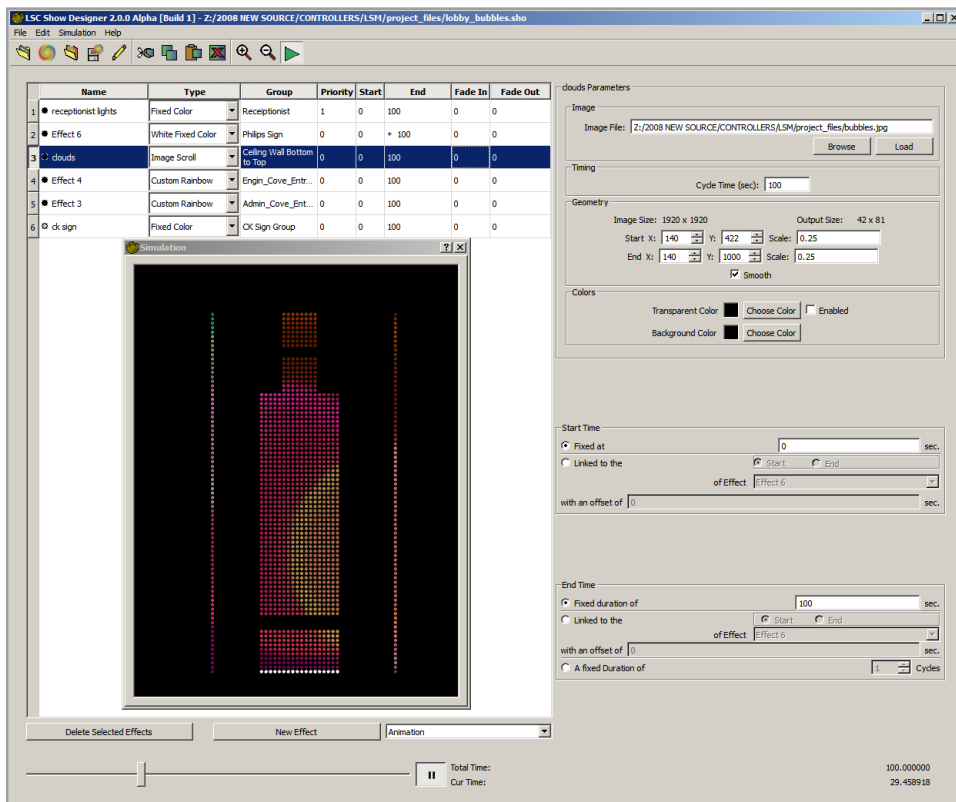 LSC Show Designer 2.0.0 Alpha [Build 1] - Z:/2008 NEW SOURCE/CONTROLLERS/LSM/project_files/lobby_bubbles.sho
File Edit Simulation Help
Name Type Group Priority Start End Fade In Fade Out
1 receptionist lights Fixed Color Receiptionist 1 0 100 0 0
2 Effect 6 White Fixed Color Philips Sign 0 0 100 0 0
3 clouds Image Scroll Ceiling Wall Bottom to Top 0 0 100 0 0
4 Effect 4 Custom Rainbow Engin_Cove_Entr... 0 0 100 0 0
5 Effect 3 Custom Rainbow Admin_Cove_Ent... 0 0 100 0 0
6 ck sign Fixed Color CK Sign Group 0 0 100 0 0
Simulation
clouds Parameters
Image
Image File: Z:/2008 NEW SOURCE/CONTROLLERS/LSM/project_files/bubbles.jpg
Browse Load
Timing
Cycle Time (sec): 100
Geometry
Image Size: 1920 x 1920 Output Size: 42 x 81
Start X: 140 Y: 422 Scale: 0.25
End X: 140 Y: 1000 Scale: 0.25
Smooth
Colors
Transparent Color Choose Color Enabled
Background Color Choose Color
Start Time
Fixed at 0 sec.
Linked to the Start End
of Effect Effect 6
with an offset of 0 sec.
End Time
Fixed duration of 100 sec.
Linked to the Start End
of Effect Effect 6
with an offset of 0 sec.
A fixed Duration of 1 Cycles
Delete Selected Effects New Effect Animation
Total Time: 100.000000
Cur Time: 29.458918